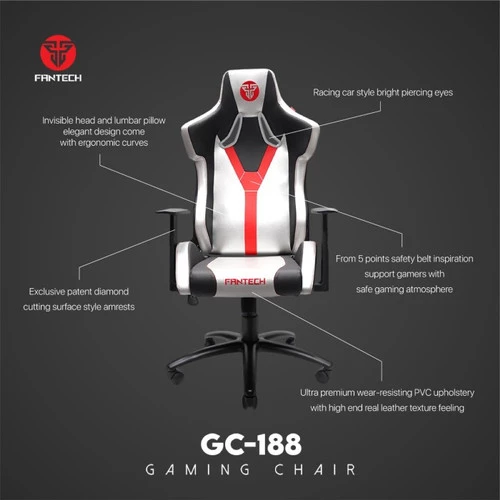 FANTECH
Racing car style bright piercing eyes
Invisible head and lumbar pillow
elegant design come
with ergonomic curves
From 5 points safety belt inspiration
support gamers with
safe gaming atmosphere
Exclusive patent diamond
cutting surface style amrests
FANTECH
Ultra premium wear-resisting PVC upholstery
with high end real leather texture feeling
GC-188
GAMING CHAIR